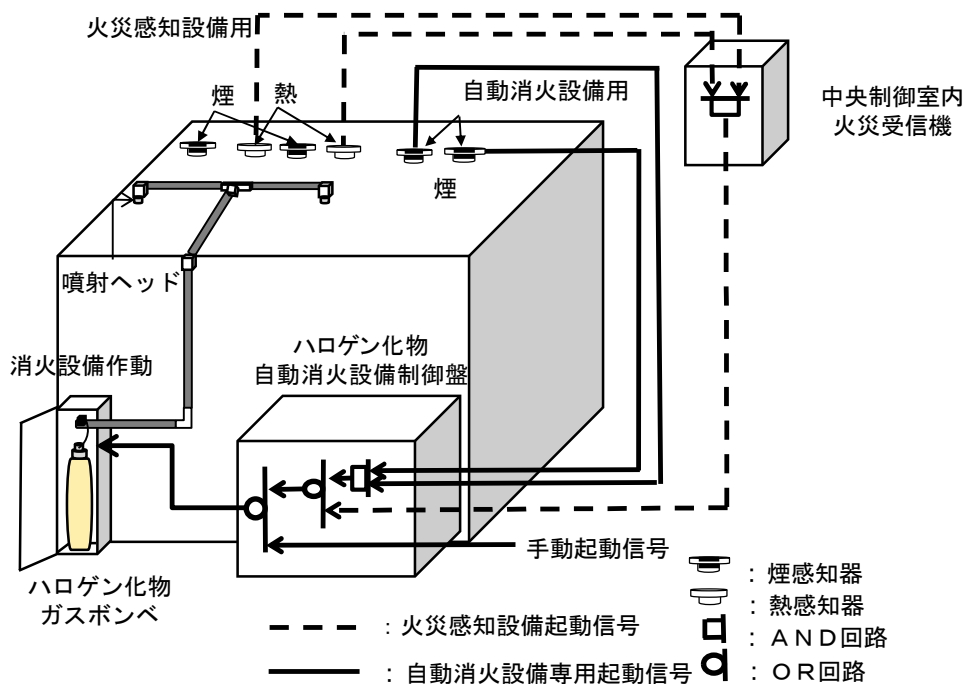 火災感知設備用
煙
熱
自動消火設備用
中央制御室内
火災受信機
煙
噴射ヘッド
消火設備作動
ハロゲン化物
自動消火設備制御盤
手動起動信号
ハロゲン化物
ガスボンベ
: 火災感知設備起動信号
: 自動消火設備専用起動信号
: 煙感知器
: 熱感知器
: AND回路
: OR回路